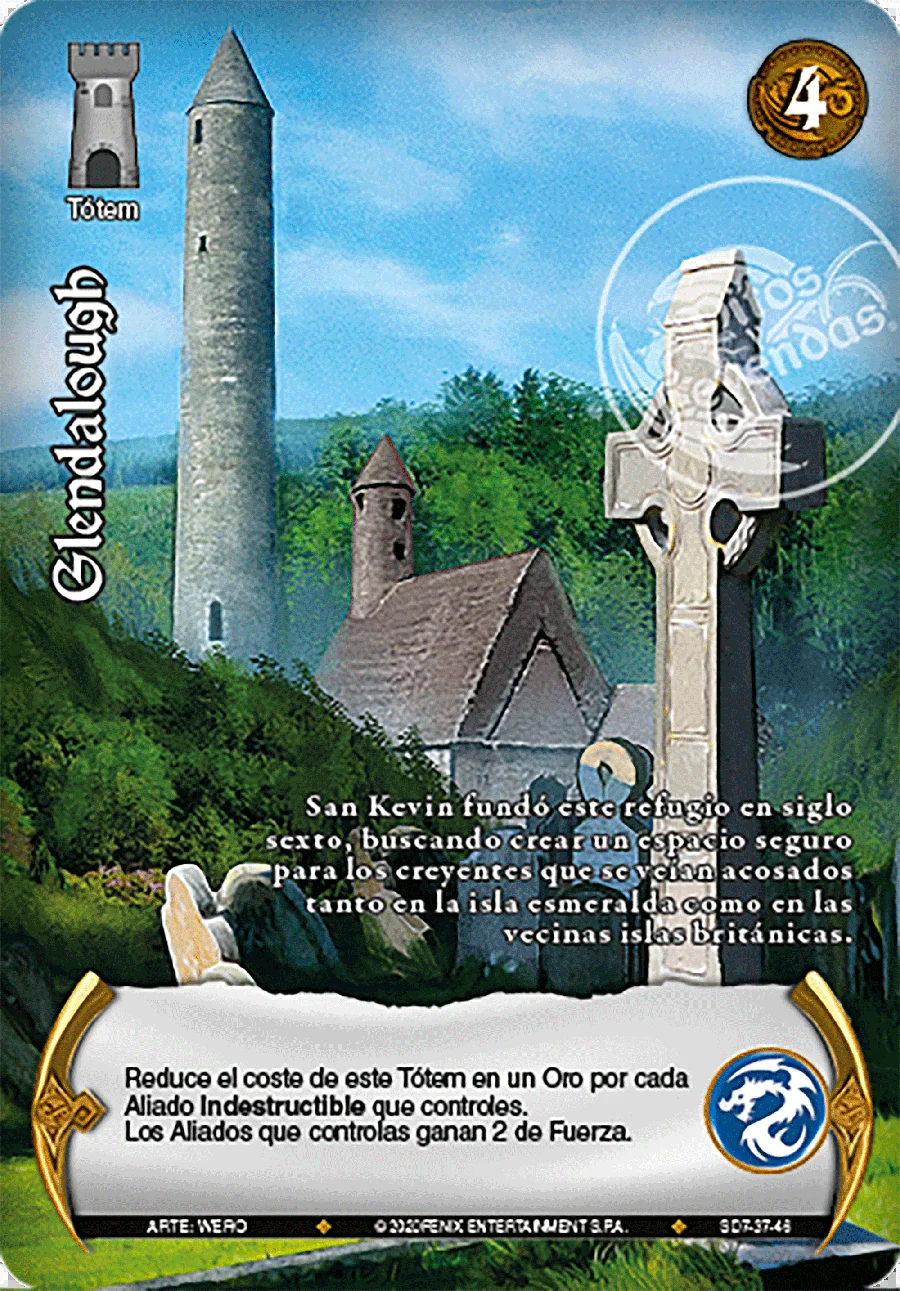 4
Tótem
Glendalough
Mitos
Leyendas
San Kevin fundó este refugio en siglo
sexto, buscando crear un espacio seguro
para los creyentes que se veían acosados
tanto en la isla esmeralda como en las
vecinas islas británicas.
Reduce el coste de este Tótem en un Oro por cada
Aliado Indestructible que controles.
Los Aliados que controlas ganan 2 de Fuerza.
ARTE: WERO © 2020 FENIX ENTERTAINMENT S.P.A. SD7-37-46